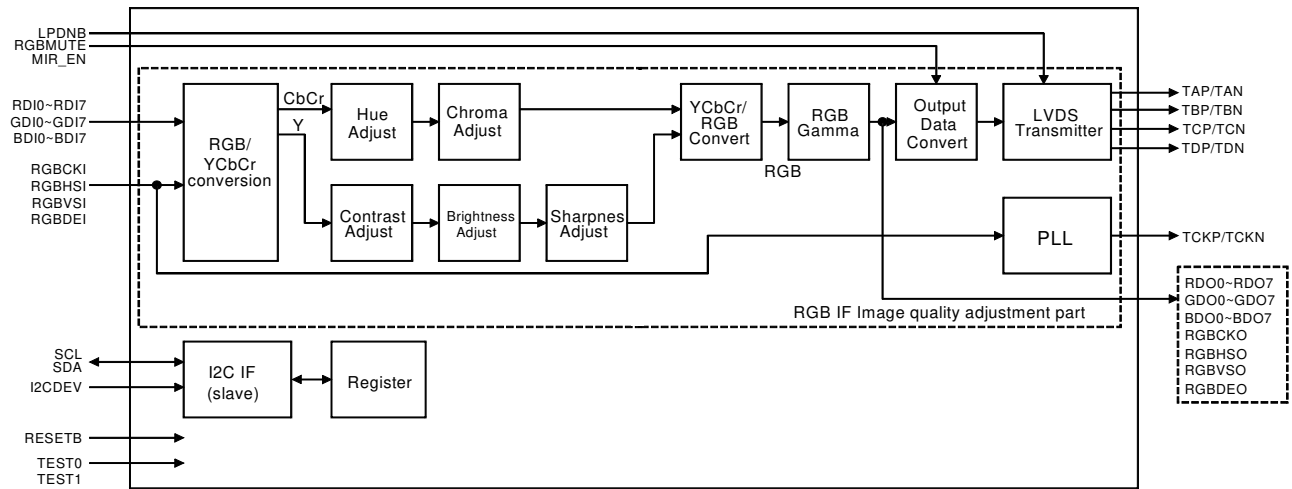 LPDNB
RGBMUTE
MIR_EN
RDI0~RDI7
GDI0~GDI7
BDI0~BDI7
RGBCKI
RGBHSI
RGBVSI
RGBDEI
RGB/
YCbCr
conversion
CbCr
Y
Hue
Adjust
Chroma
Adjust
Contrast
Adjust
Brightness
Adjust
Sharpnes
Adjust
YCbCr/
RGB
Convert
RGB
Gamma
RGB
Output
Data
Convert
LVDS
Transmitter
PLL
RGB IF Image quality adjustment part
TAP/TAN
TBP/TBN
TCP/TCN
TDP/TDN
TCKP/TCKN
RDO0~RDO7
GDO0~GDO7
BDO0~BDO7
RGBCKO
RGBHSO
RGBVSO
RGBDEO
SCL
SDA
I2CDEV
I2C IF
(slave)
Register
RESETB
TEST0
TEST1